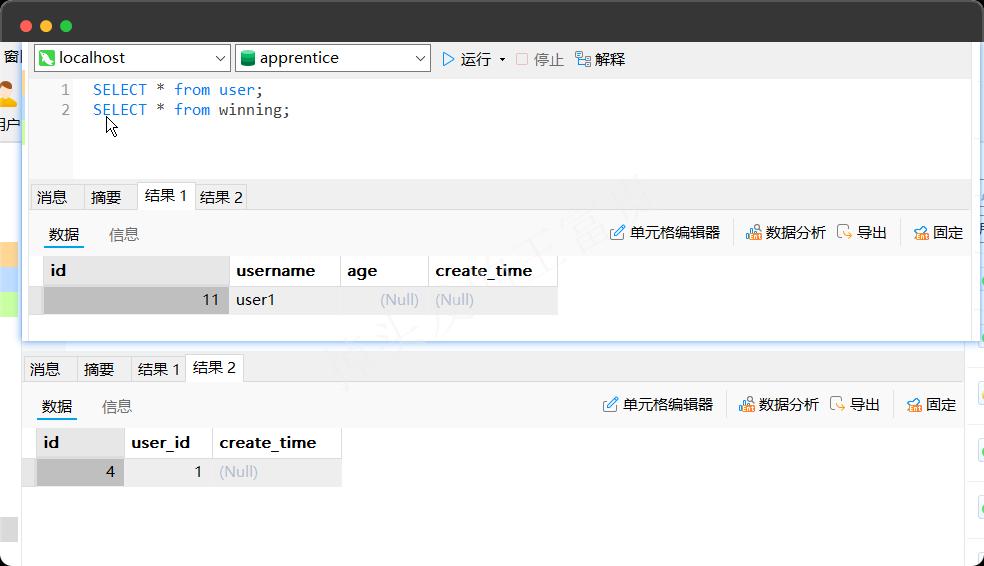 窗
localhost
apprentice
运行
停止
解释
1 SELECT * from user;
2 SELECT * from winning;
用户
消息 摘要 结果 1 结果 2
数据 信息
单元格编辑器 数据分析 导出 固定
id username age create_time
11 user1 (Null) (Null)
消息 摘要 结果 1 结果 2
数据 信息
单元格编辑器 数据分析 导出 固定
id user_id create_time
4 1 (Null)